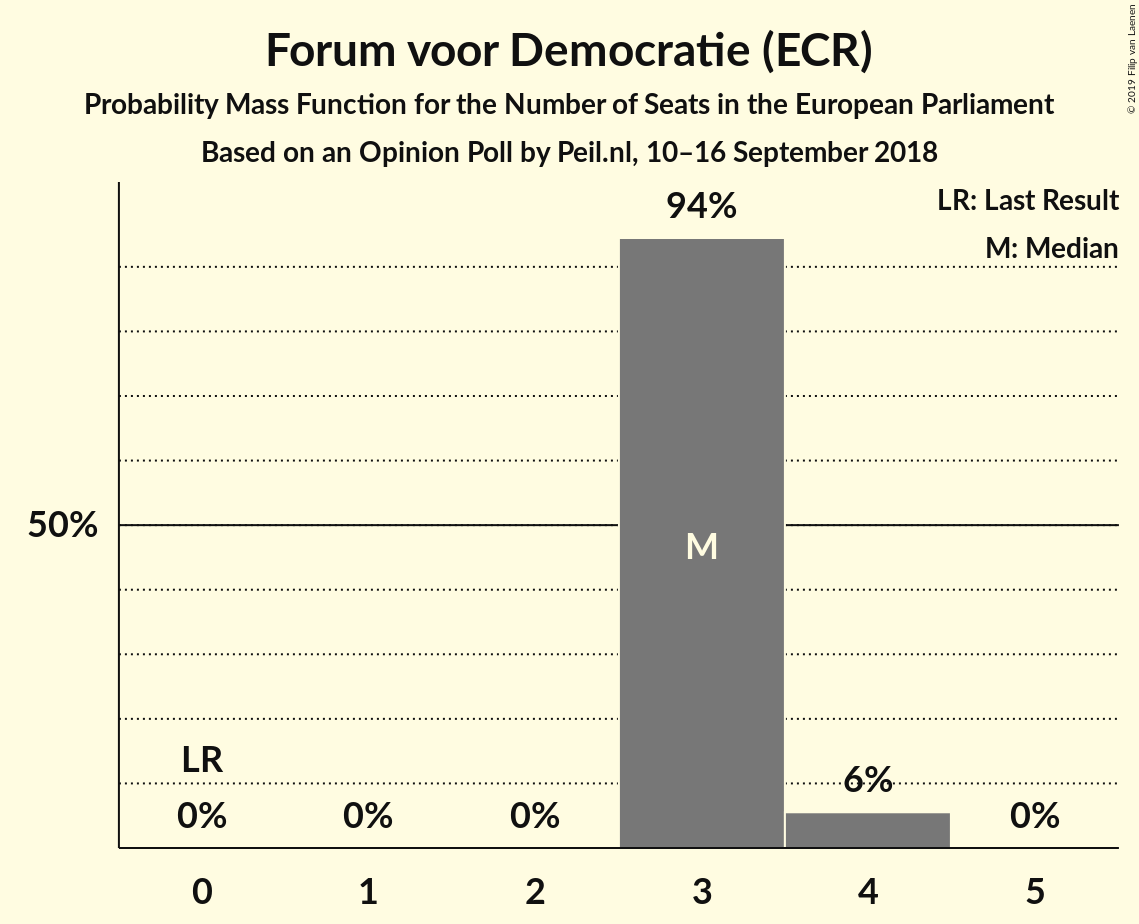 Forum voor Democratie (ECR)
Probability Mass Function for the Number of Seats in the European Parliament
Based on an Opinion Poll by Peil.nl, 10–16 September 2018
© 2019 Filip van Laenen
LR: Last Result
M: Median
94%
50%
M
LR
6%
0% 0% 0% 0%
0 1 2 3 4 5